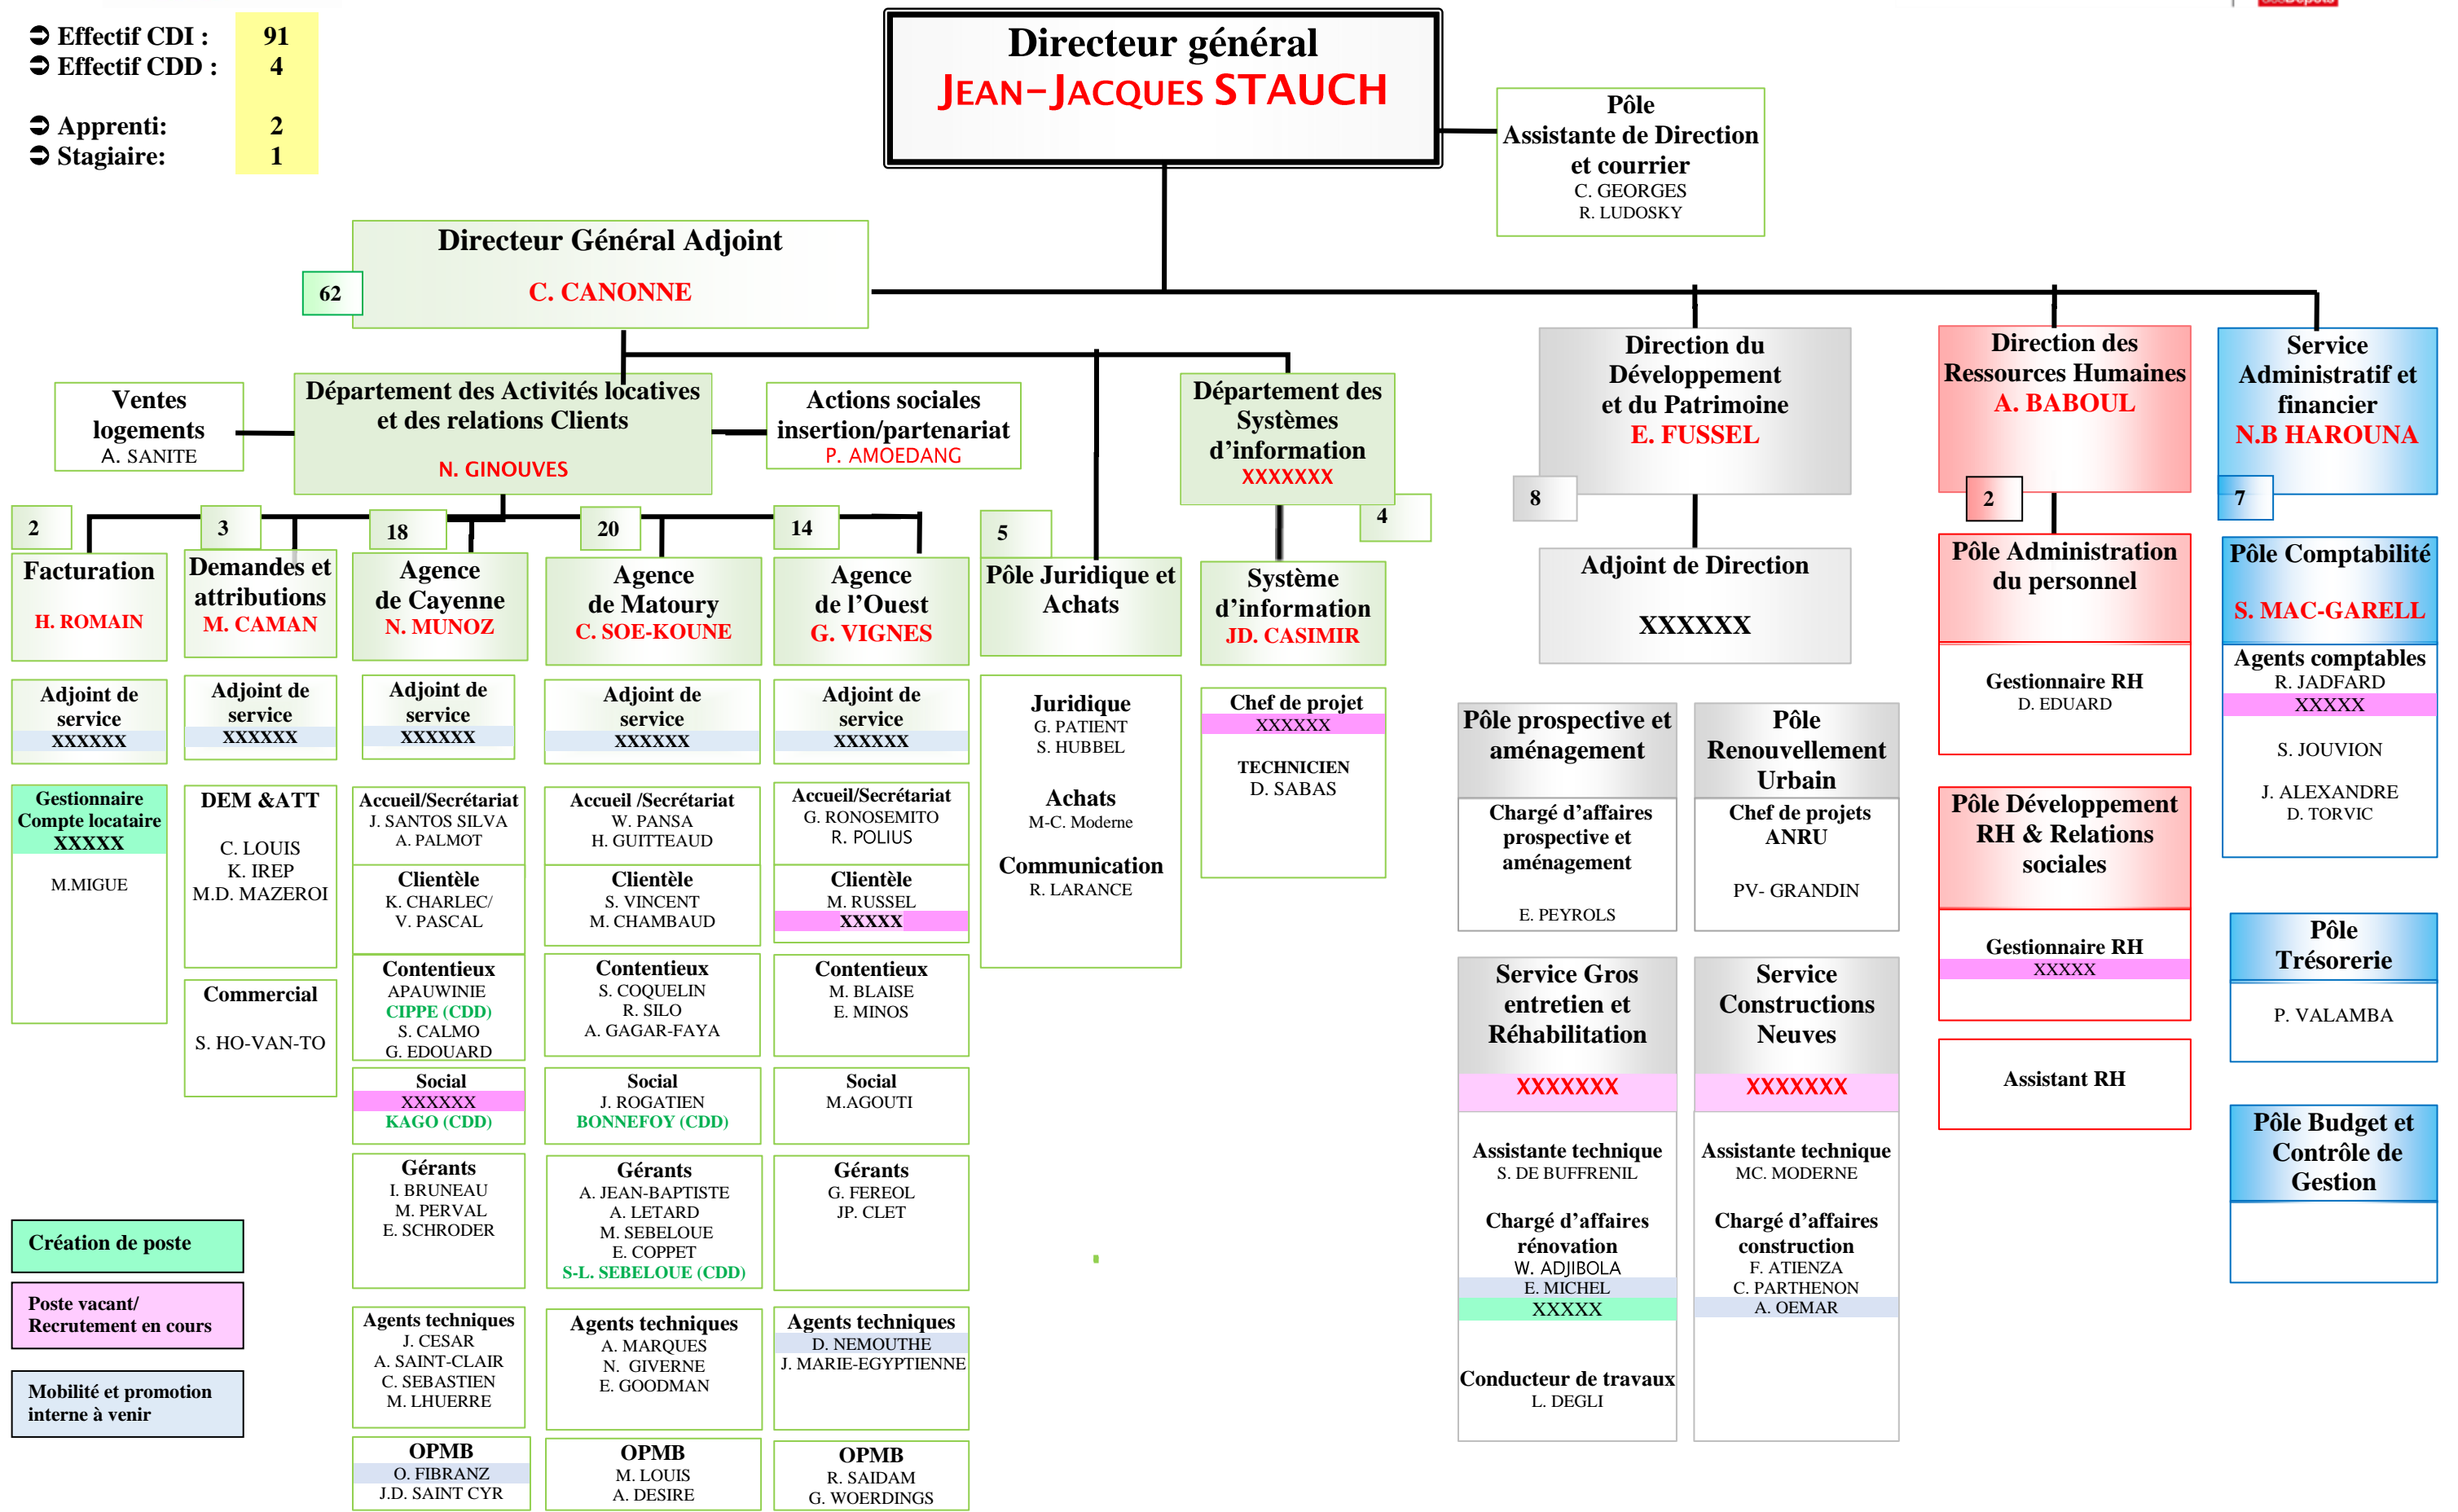 ➲ Effectif CDI : 91
➲ Effectif CDD : 4
➲ Apprenti: 2
➲ Stagiaire: 1
Directeur général
JEAN-JACQUES STAUCH
Pôle
Assistante de Direction
et courrier
C. GEORGES
R. LUDOSKY
Directeur Général Adjoint
C. CANONNE
62
Ventes
logements
A. SANITE
Département des Activités locatives
et des relations Clients
N. GINOUVES
Actions sociales
insertion/partenariat
P. AMOEDANG
Département des
Systèmes
d'information
XXXXXXX
4
Direction du
Développement
et du Patrimoine
E. FUSSEL
8
Direction des
Ressources Humaines
A. BABOUL
2
Service
Administratif et
financier
N.B HAROUNA
7
2
Facturation
H. ROMAIN
Adjoint de
service
XXXXXX
Gestionnaire
Compte locataire
XXXXX
M.MIGUE
3
Demandes et
attributions
M. CAMAN
Adjoint de
service
XXXXXX
DEM &ATT
C. LOUIS
K. IREP
M.D. MAZEROI
Commercial
S. HO-VAN-TO
18
Agence
de Cayenne
N. MUNOZ
Adjoint de
service
XXXXXX
Accueil/Secrétariat
J. SANTOS SILVA
A. PALMOT
Clientèle
K. CHARLEC/
V. PASCAL
Contentieux
APAUWINIE
CIPPE (CDD)
S. CALMO
G. EDOUARD
Social
XXXXXX
KAGO (CDD)
Gérants
I. BRUNEAU
M. PERVAL
E. SCHRODER
Agents techniques
J. CESAR
A. SAINT-CLAIR
C. SEBASTIEN
M. LHUERRE
OPMB
O. FIBRANZ
J.D. SAINT CYR
20
Agence
de Matoury
C. SOE-KOUNE
Adjoint de
service
XXXXXX
Accueil /Secrétariat
W. PANSA
H. GUITTEAUD
Clientèle
S. VINCENT
M. CHAMBAUD
Contentieux
S. COQUELIN
R. SILO
A. GAGAR-FAYA
Social
J. ROGATIEN
BONNEFOY (CDD)
Gérants
A. JEAN-BAPTISTE
A. LETARD
M. SEBELOUE
E. COPPET
S-L. SEBELOUE (CDD)
Agents techniques
A. MARQUES
N. GIVERNE
E. GOODMAN
OPMB
M. LOUIS
A. DESIRE
14
Agence
de l'Ouest
G. VIGNES
Adjoint de
service
XXXXXX
Accueil/Secrétariat
G. RONOSEMITO
R. POLIUS
Clientèle
M. RUSSEL
XXXXX
Contentieux
M. BLAISE
E. MINOS
Social
M.AGOUTI
Gérants
G. FEREOL
JP. CLET
Agents techniques
D. NEMOUTHE
J. MARIE-EGYPTIENNE
OPMB
R. SAIDAM
G. WOERDINGS
5
Pôle Juridique et
Achats
Juridique
G. PATIENT
S. HUBBEL
Achats
M-C. Moderne
Communication
R. LARANCE
Système
d'information
JD. CASIMIR
Chef de projet
XXXXXX
TECHNICIEN
D. SABAS
Adjoint de Direction
XXXXXX
Pôle prospective et
aménagement
Chargé d'affaires
prospective et
aménagement
E. PEYROLS
Pôle
Renouvellement
Urbain
Chef de projets
ANRU
PV- GRANDIN
Service Gros
entretien et
Réhabilitation
XXXXXXX
Assistante technique
S. DE BUFFRENIL
Chargé d'affaires
rénovation
W. ADJIBOLA
E. MICHEL
XXXXX
Conducteur de travaux
L. DEGLI
Service
Constructions
Neuves
XXXXXXX
Assistante technique
MC. MODERNE
Chargé d'affaires
construction
F. ATIENZA
C. PARTHENON
A. OEMAR
Pôle Administration
du personnel
Gestionnaire RH
D. EDUARD
Pôle Développement
RH & Relations
sociales
Gestionnaire RH
XXXXX
Assistant RH
Pôle Comptabilité
S. MAC-GARELL
Agents comptables
R. JADFARD
XXXXX
S. JOUVION
J. ALEXANDRE
D. TORVIC
Pôle
Trésorerie
P. VALAMBA
Pôle Budget et
Contrôle de
Gestion
Création de poste
Poste vacant/
Recrutement en cours
Mobilité et promotion
interne à venir